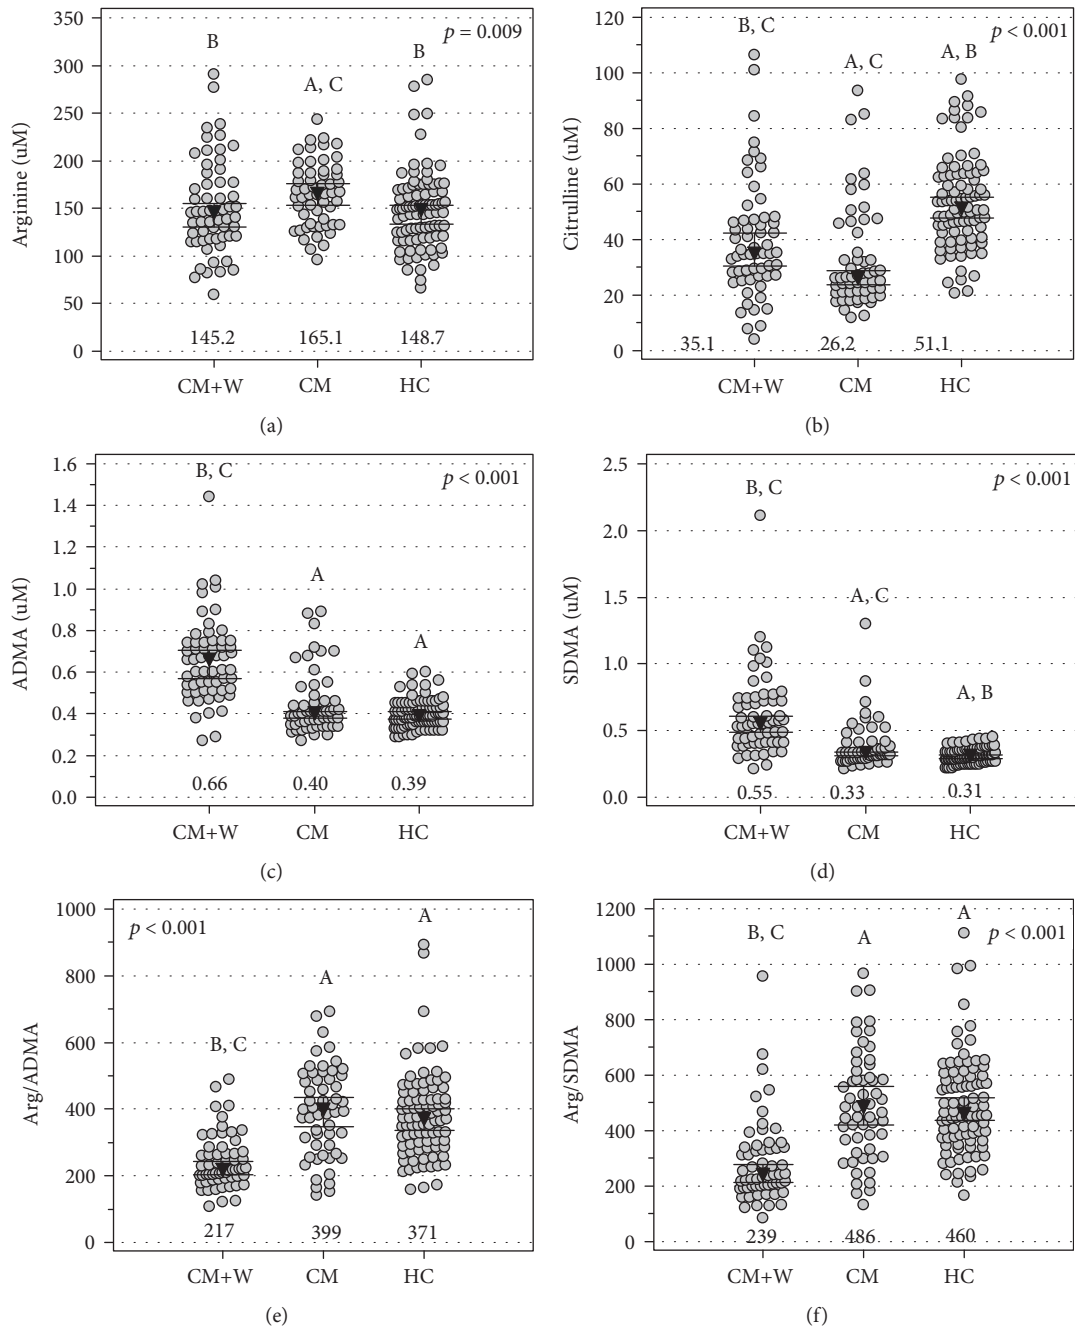 350
300
250
200
150
100
50
0
Arginine (uM)
p = 0.009
B
A, C
B
145.2
165.1
148.7
CM+W
CM
HC
(a)
120
100
80
60
40
20
0
Citrulline (uM)
p < 0.001
B, C
A, C
A, B
35.1
26.2
51.1
CM+W
CM
HC
(b)
1.6
1.4
1.2
1.0
0.8
0.6
0.4
0.2
0.0
ADMA (uM)
p < 0.001
B, C
A
A
0.66
0.40
0.39
CM+W
CM
HC
(c)
2.5
2.0
1.5
1.0
0.5
0.0
SDMA (uM)
p < 0.001
B, C
A, C
A, B
0.55
0.33
0.31
CM+W
CM
HC
(d)
1000
800
600
400
200
0
Arg/ADMA
p < 0.001
B, C
A
A
217
399
371
CM+W
CM
HC
(e)
1200
1000
800
600
400
200
0
Arg/SDMA
p < 0.001
B, C
A
A
239
486
460
CM+W
CM
HC
(f)